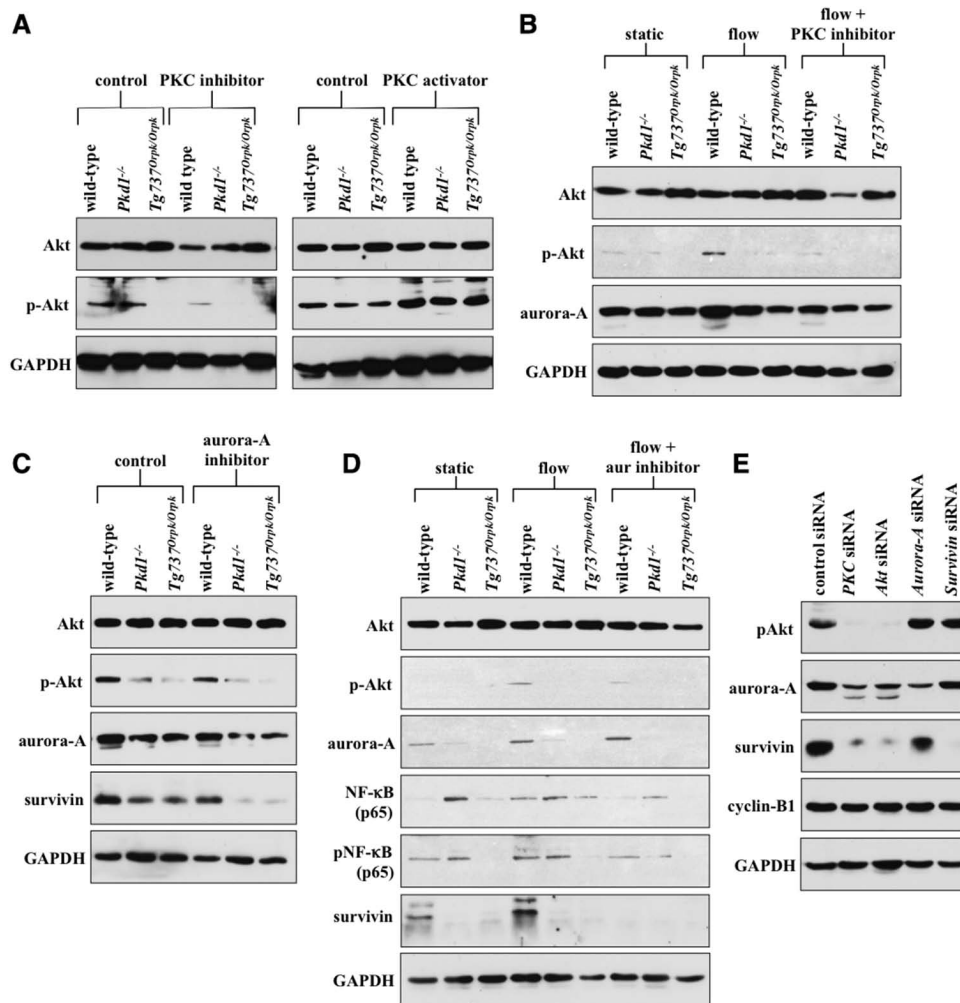 A
control PKC inhibitor
control PKC activator
wild-type
Pkd1-/-
Tg737Orpk/Orpk
wild type
Pkd1-/-
Tg737Orpk/Orpk
wild-type
Pkd1-/-
Tg737Orpk/Orpk
wild-type
Pkd1-/-
Tg737Orpk/Orpk
Akt
p-Akt
GAPDH
B
static
flow
flow +
PKC inhibitor
wild-type
Pkd1-/-
Tg737Orpk/Orpk
wild-type
Pkd1-/-
Tg737Orpk/Orpk
wild-type
Pkd1-/-
Tg737Orpk/Orpk
Akt
p-Akt
aurora-A
GAPDH
C
control
aurora-A
inhibitor
wild-type
Pkd1-/-
Tg737Orpk/Orpk
wild-type
Pkd1-/-
Tg737Orpk/Orpk
Akt
p-Akt
aurora-A
survivin
GAPDH
D
static
flow
flow +
aur inhibitor
wild-type
Pkd1-/-
Tg737Orpk/Orpk
wild-type
Pkd1-/-
Tg737Orpk/Orpk
wild-type
Pkd1-/-
Tg737Orpk/Orpk
Akt
p-Akt
aurora-A
NF-κB
(p65)
pNF-κB
(p65)
survivin
GAPDH
E
control siRNA
PKC siRNA
Akt siRNA
Aurora-A siRNA
Survivin siRNA
pAkt
aurora-A
survivin
cyclin-B1
GAPDH